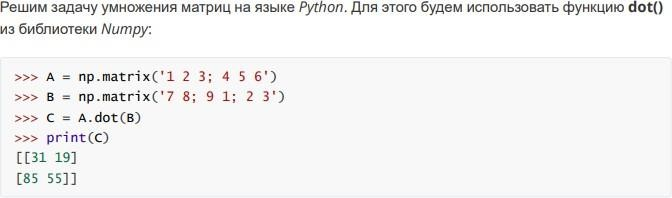 Решим задачу умножения матриц на языке Python. Для этого будем использовать функцию dot()
из библиотеки Numpy:
>>> A = np.matrix('1 2 3; 4 5 6')
>>> B = np.matrix('7 8; 9 1; 2 3')
>>> C = A.dot(B)
>>> print(C)
[[31 19]
[85 55]]